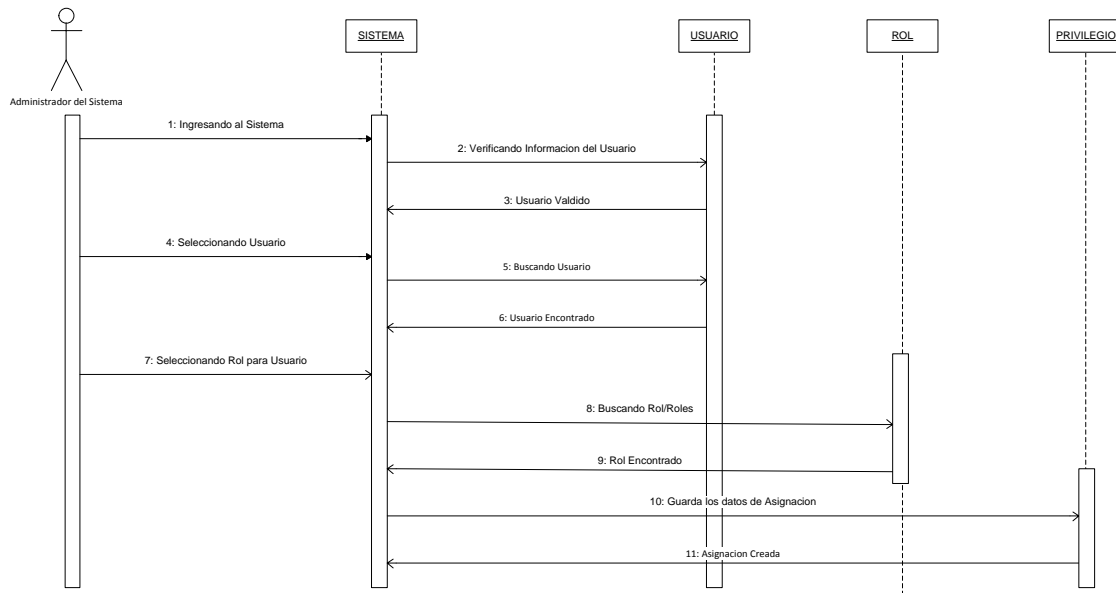 SISTEMA
USUARIO
ROL
PRIVILEGIO
Administrador del Sistema
1: Ingresando al Sistema
2: Verificando Informacion del Usuario
3: Usuario Valdido
4: Seleccionando Usuario
5: Buscando Usuario
6: Usuario Encontrado
7: Seleccionando Rol para Usuario
8: Buscando Rol/Roles
9: Rol Encontrado
10: Guarda los datos de Asignacion
11: Asignacion Creada